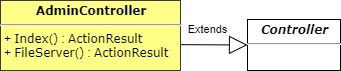 AdminController
+ Index() : ActionResult
+ FileServer() : ActionResult
Extends
Controller